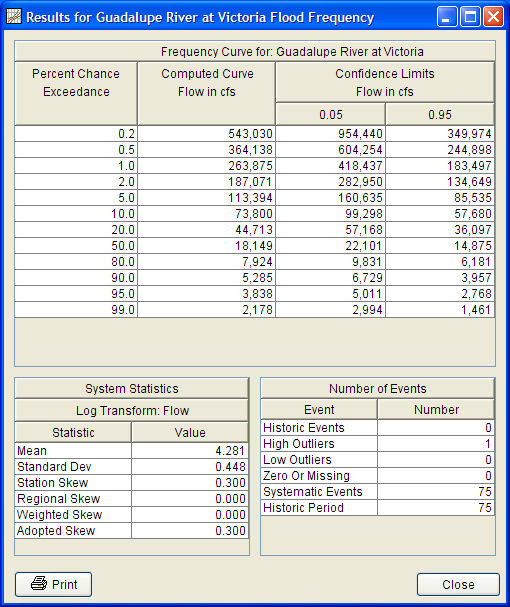 Results for Guadalupe River at Victoria Flood Frequency
Frequency Curve for: Guadalupe River at Victoria
Percent Chance Exceedance Computed Curve Flow in cfs Confidence Limits Flow in cfs
0.05 0.95
0.2 543,030 954,440 349,974
0.5 364,138 604,254 244,898
1.0 263,875 418,437 183,497
2.0 187,071 282,950 134,649
5.0 113,394 160,635 85,535
10.0 73,800 99,298 57,680
20.0 44,713 57,168 36,097
50.0 18,149 22,101 14,875
80.0 7,924 9,831 6,181
90.0 5,285 6,729 3,957
95.0 3,838 5,011 2,768
99.0 2,178 2,994 1,461
System Statistics
Log Transform: Flow
Statistic Value
Mean 4.281
Standard Dev 0.448
Station Skew 0.300
Regional Skew 0.000
Weighted Skew 0.000
Adopted Skew 0.300
Number of Events
Event Number
Historic Events 0
High Outliers 1
Low Outliers 0
Zero Or Missing 0
Systematic Events 75
Historic Period 75
Print
Close